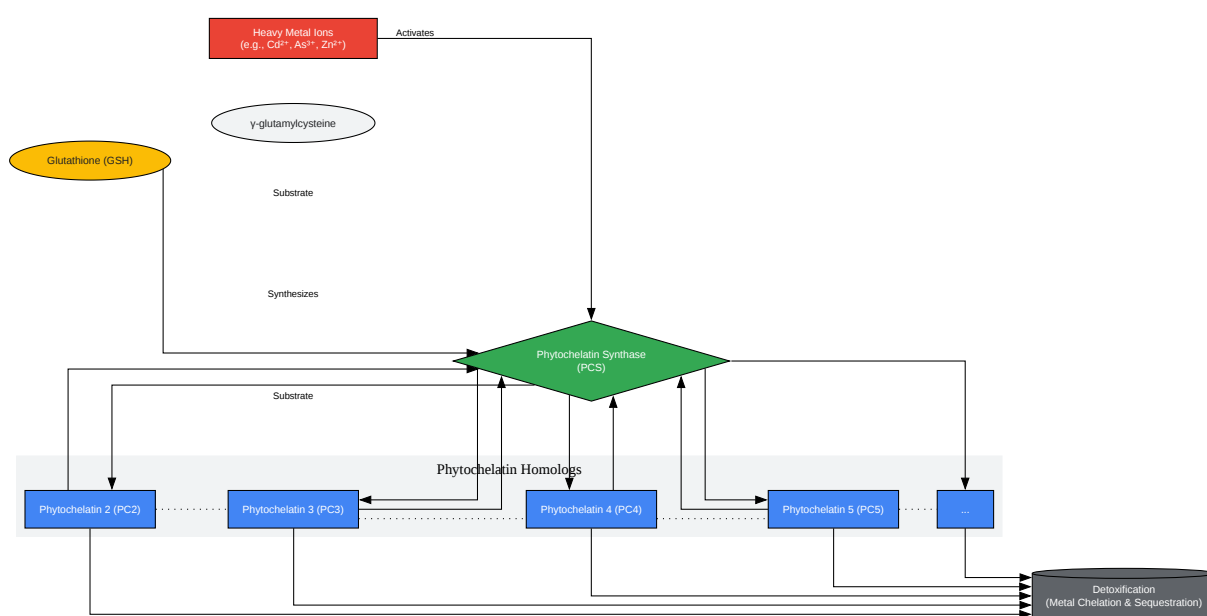 Heavy Metal Ions
(e.g., Cd²⁺, As³⁺, Zn²⁺)
Activates
γ-glutamylcysteine
Glutathione (GSH)
Substrate
Synthesizes
Phytochelatin Synthase
(PCS)
Substrate
Phytochelatin Homologs
Phytochelatin 2 (PC2)
Phytochelatin 3 (PC3)
Phytochelatin 4 (PC4)
Phytochelatin 5 (PC5)
...
Detoxification
(Metal Chelation & Sequestration)